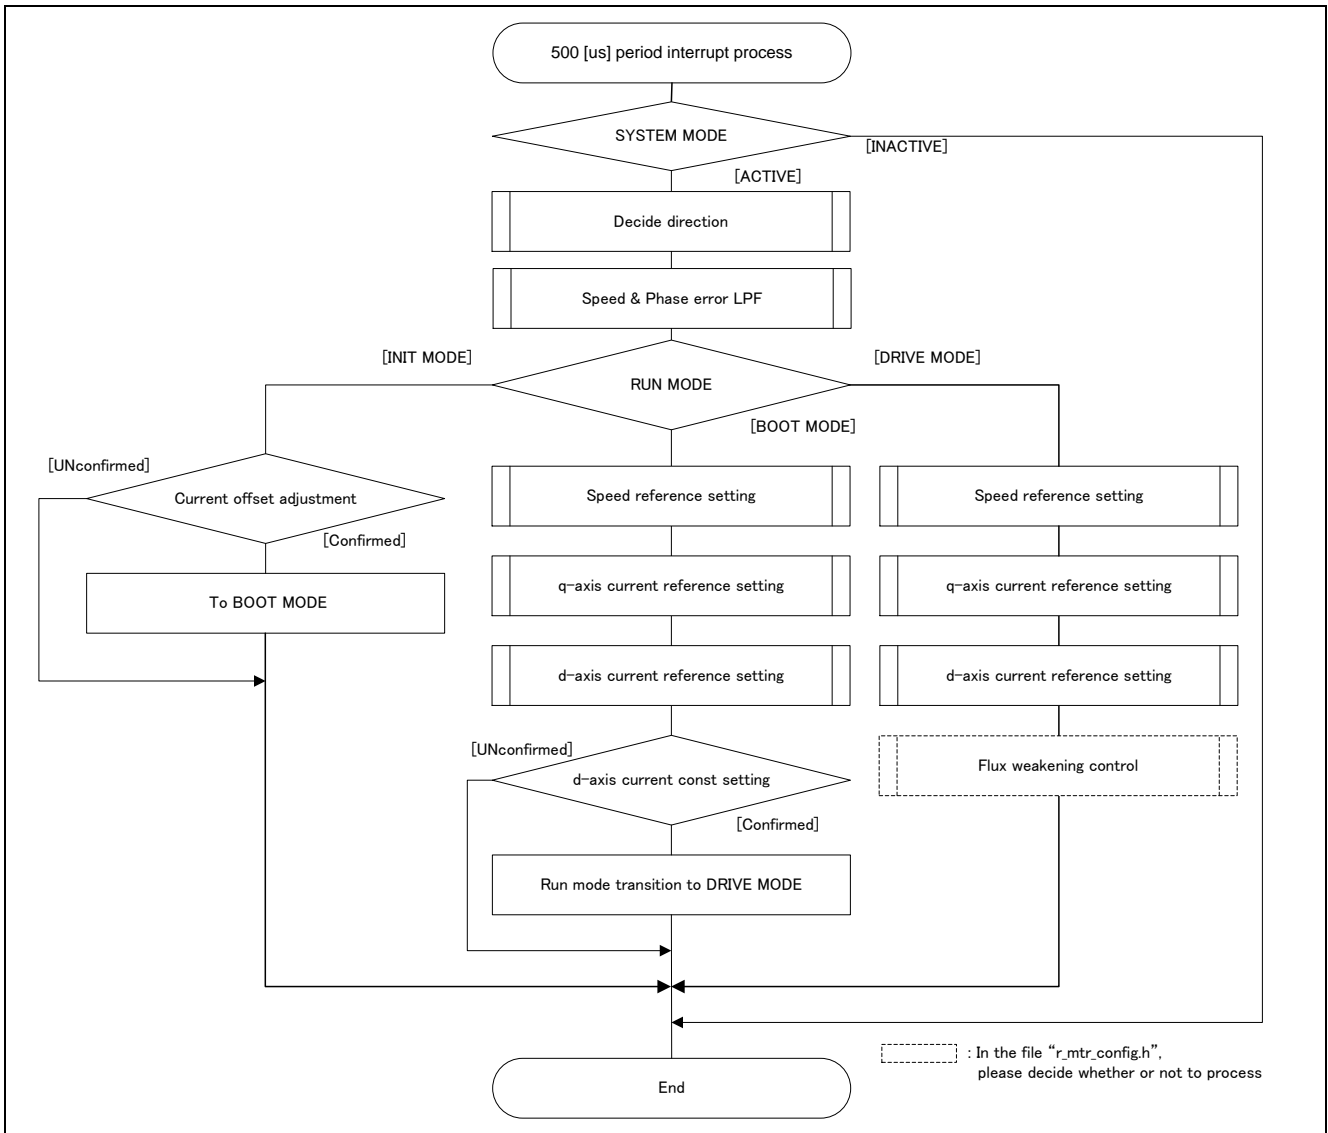 500 [us] period interrupt process
SYSTEM MODE
[INACTIVE]
[ACTIVE]
Decide direction
Speed & Phase error LPF
[INIT MODE]
[DRIVE MODE]
RUN MODE
[BOOT MODE]
[UNconfirmed]
Current offset adjustment
[Confirmed]
To BOOT MODE
Speed reference setting
q-axis current reference setting
d-axis current reference setting
[UNconfirmed]
d-axis current const setting
[Confirmed]
Run mode transition to DRIVE MODE
Speed reference setting
q-axis current reference setting
d-axis current reference setting
Flux weakening control
: In the file “r_mtr_config.h”,
please decide whether or not to process
End